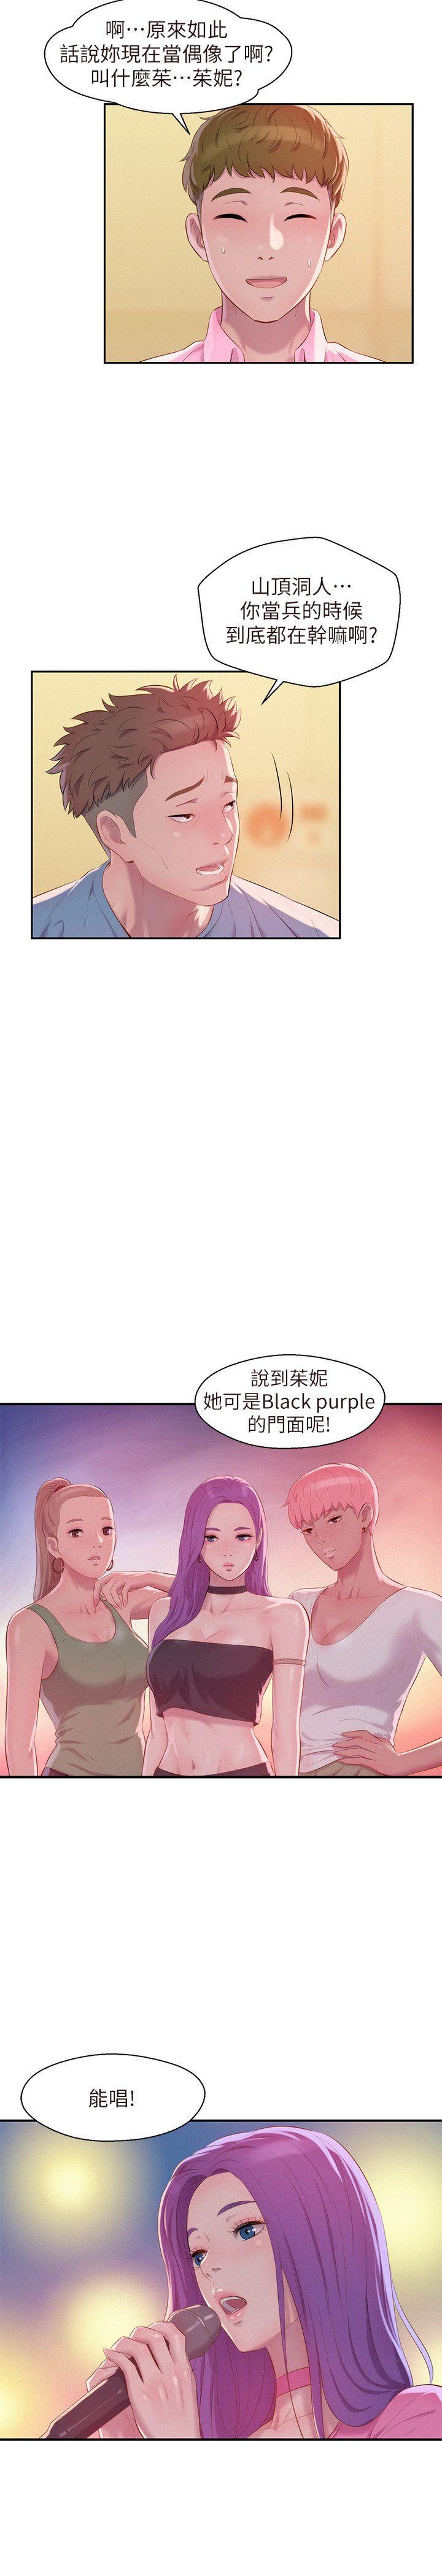 啊⋯原來如此
話說妳現在當偶像了啊?
叫什麼茱⋯茱妮?
山頂洞人⋯
你當兵的時候
到底都在幹嘛啊?
說到茱妮
她可是Black purple
的門面呢!
能唱!